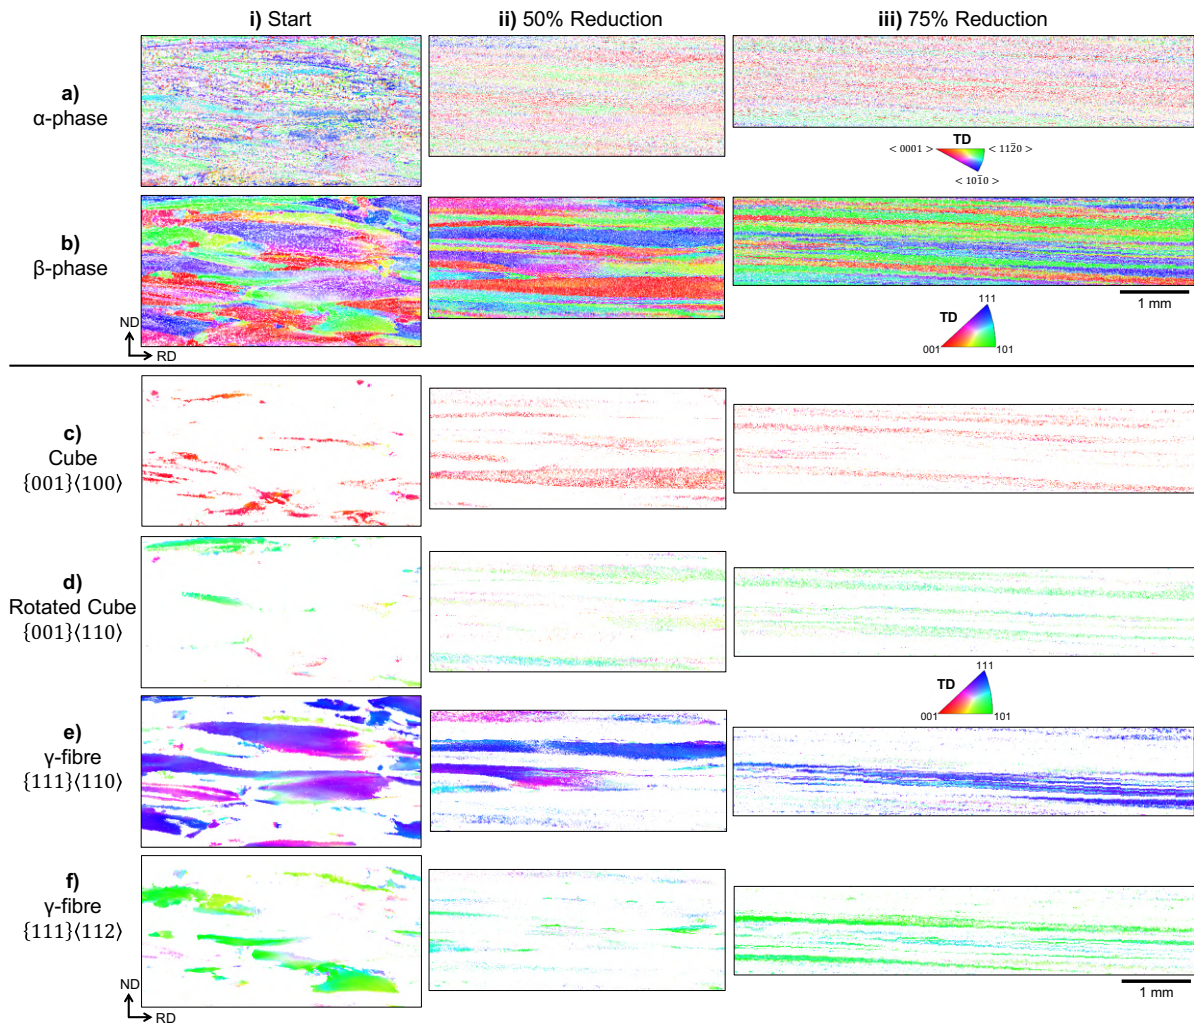 i) Start
ii) 50% Reduction
iii) 75% Reduction
a)
α-phase
TD
< 0001 >
< 112̄0 >
< 101̄0 >
b)
β-phase
1 mm
111
TD
001
101
ND
RD
c)
Cube
{001}⟨100⟩
d)
Rotated Cube
{001}⟨110⟩
111
TD
001
101
e)
γ-fibre
{111}⟨110⟩
f)
γ-fibre
{111}⟨112⟩
ND
RD
1 mm